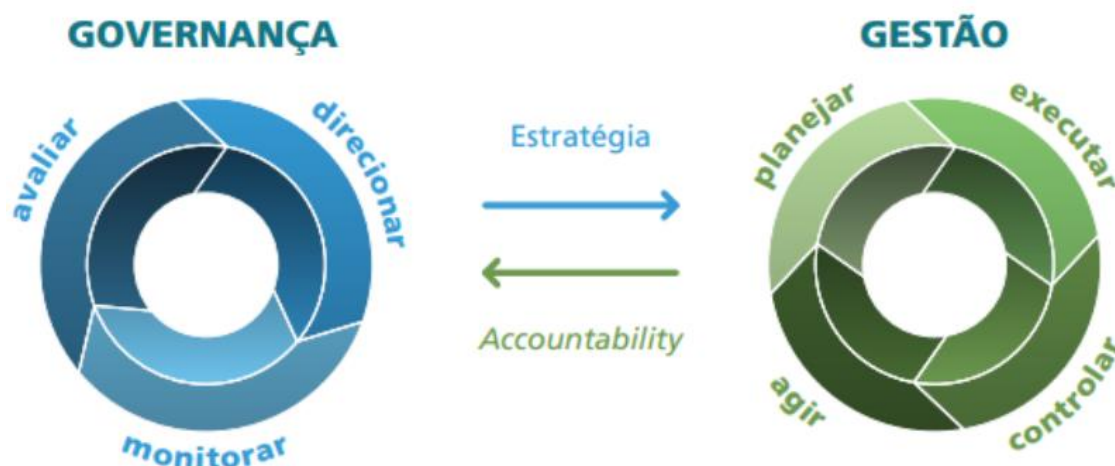 GOVERNANÇA
avaliar
direcionar
monitorar
Estratégia
Accountability
GESTÃO
planejar
executar
controlar
agir